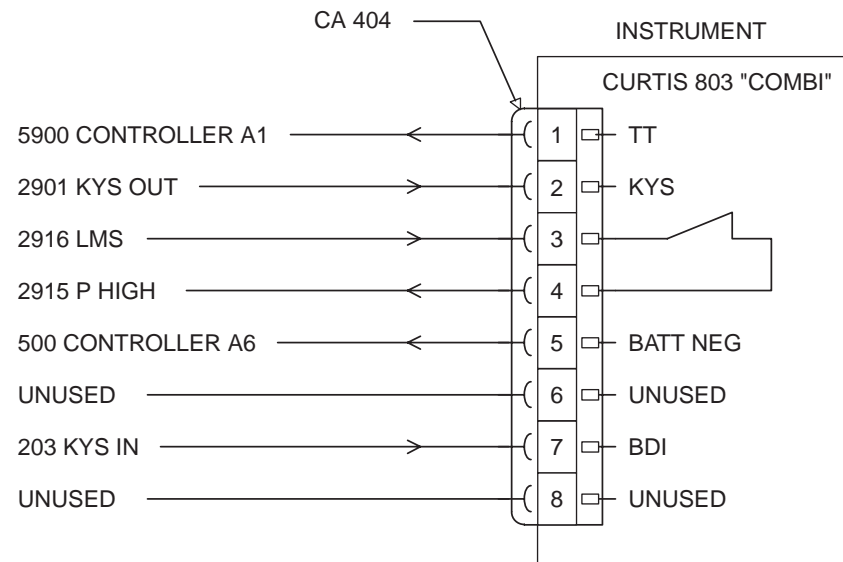 CA 404
INSTRUMENT
CURTIS 803 "COMBI"
5900 CONTROLLER A1 1 TT
2901 KYS OUT 2 KYS
2916 LMS 3
2915 P HIGH 4
500 CONTROLLER A6 5 BATT NEG
UNUSED 6 UNUSED
203 KYS IN 7 BDI
UNUSED 8 UNUSED